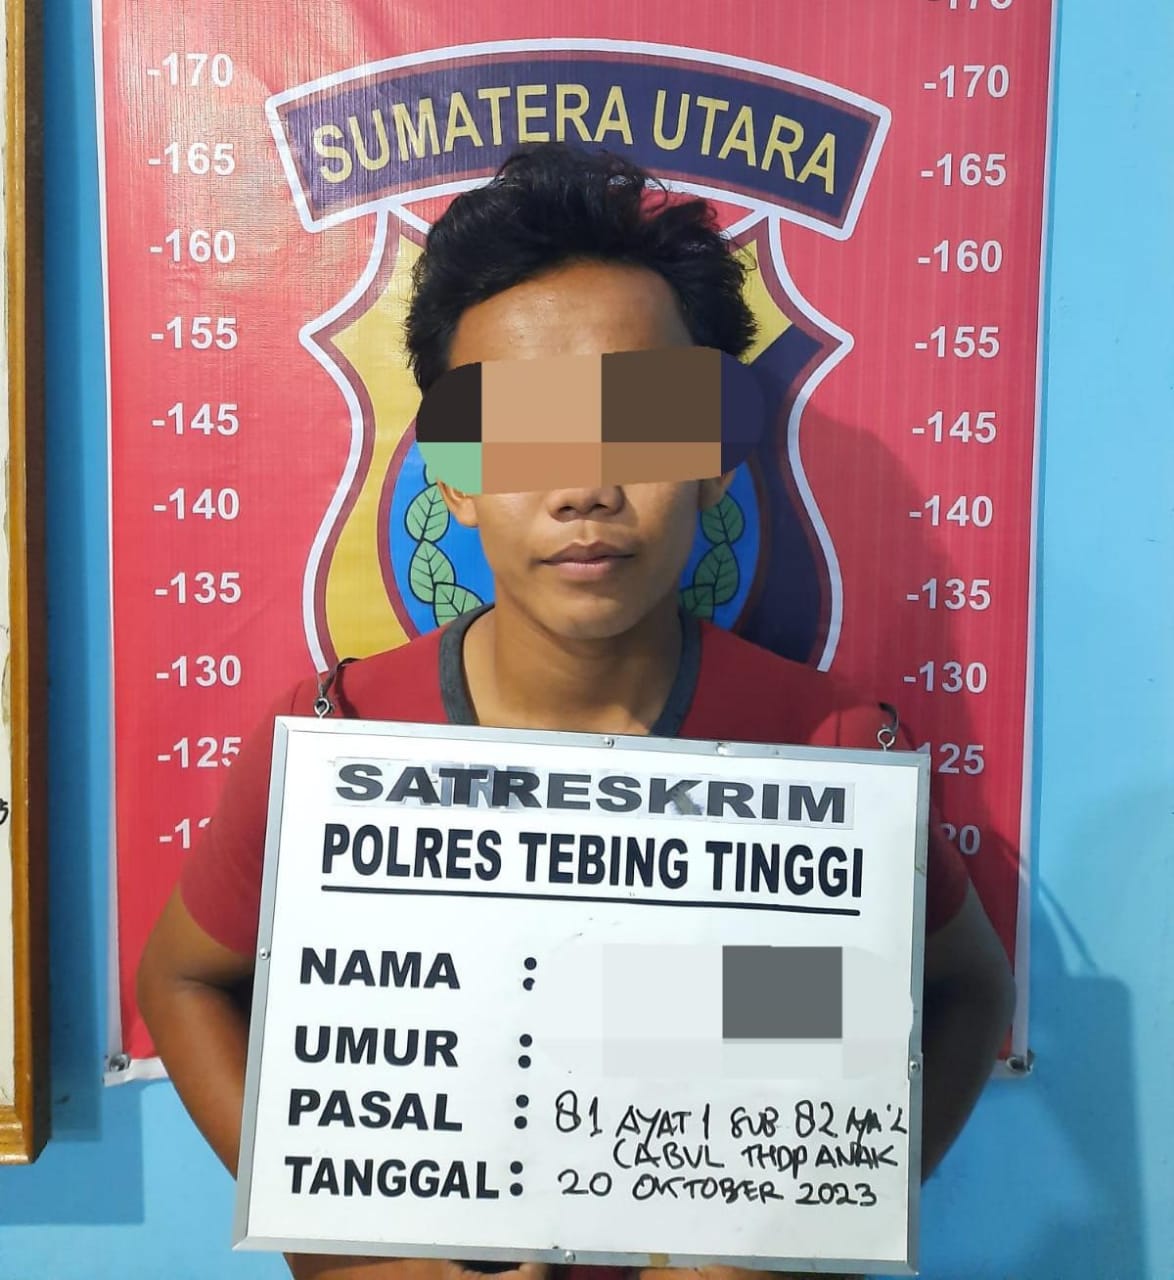 -170
-170
-170
SUMATERA UTARA
-165
-165
-160
-160
-155
-155
-145
-145
-140
-140
-135
-135
-130
-130
-125
125
SATRESKRIM
POLRES TEBING TINGGI
NAMA :
UMUR :
PASAL : 81 AYAT 1 SUB 82
CABUL THDP ANAK
TANGGAL : 20 OKTOBER 2023